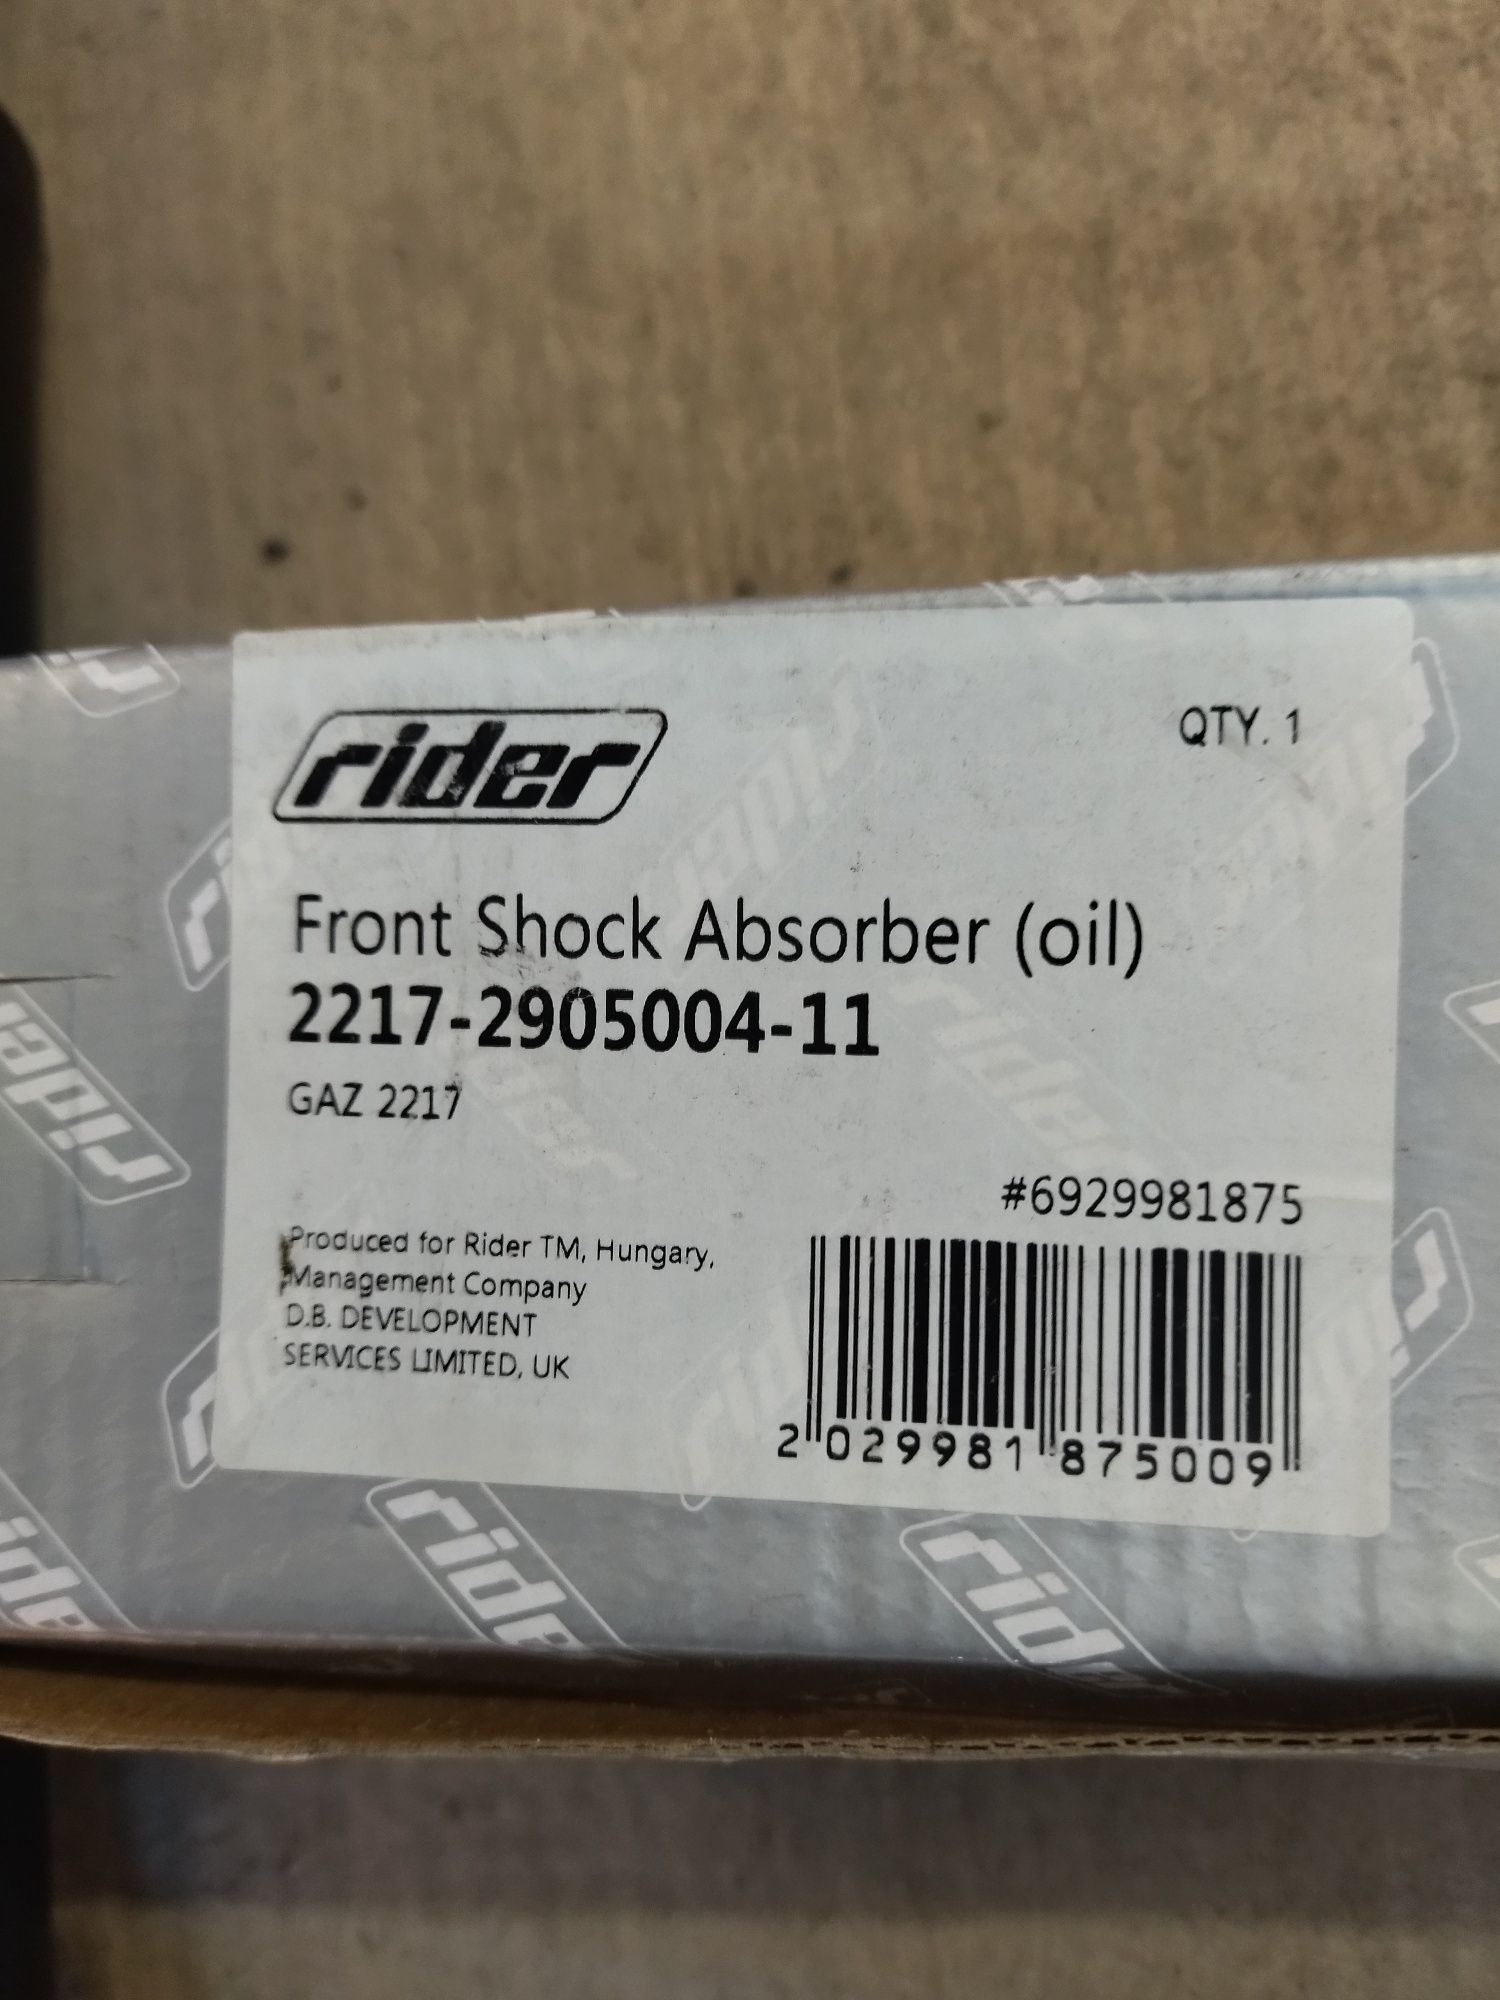 rider
QTY. 1
Front Shock Absorber (oil)
2217-2905004-11
GAZ 2217
#6929981875
Produced for Rider TM, Hungary,
Management Company
D.B. DEVELOPMENT
SERVICES LIMITED, UK
2 029981 875009